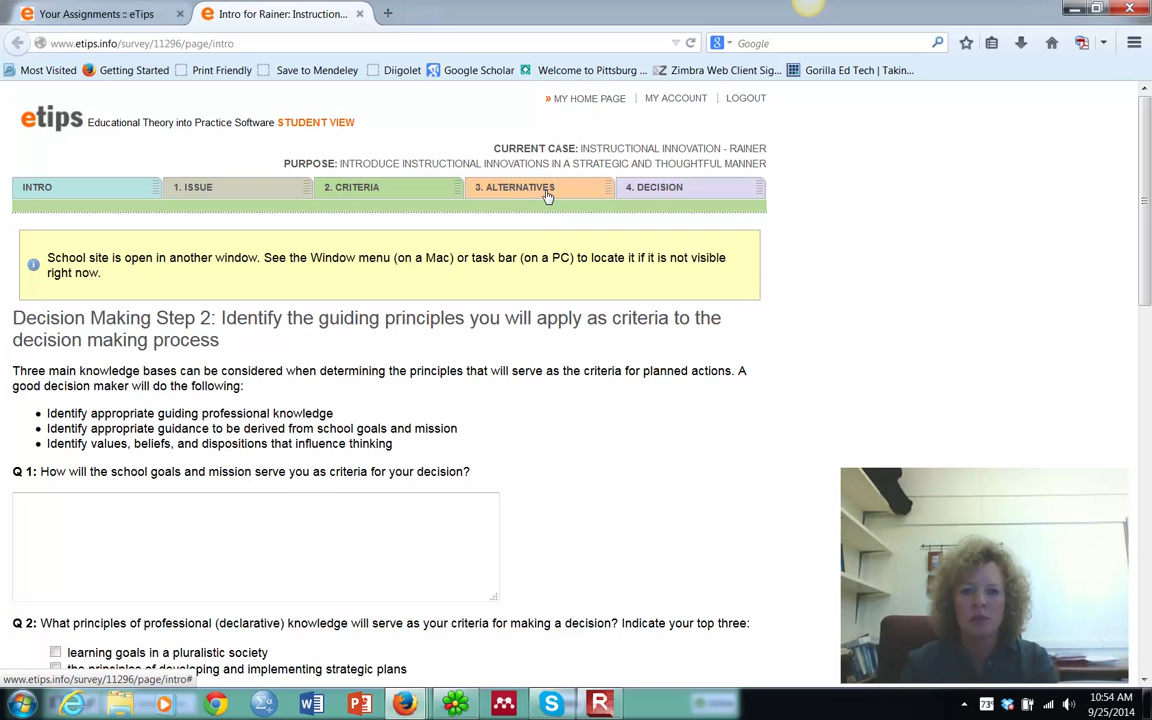 Your Assignments :: eTips
Intro for Rainer: Instruction...
www.etips.info/survey/11296/page/intro
Google
Most Visited
Getting Started
Print Friendly
Save to Mendeley
Diigolet
Google Scholar
Welcome to Pittsburg ...
Zimbra Web Client Sig...
Gorilla Ed Tech | Takin...
» MY HOME PAGE | MY ACCOUNT | LOGOUT
etips Educational Theory into Practice Software STUDENT VIEW
CURRENT CASE: INSTRUCTIONAL INNOVATION - RAINER
PURPOSE: INTRODUCE INSTRUCTIONAL INNOVATIONS IN A STRATEGIC AND THOUGHTFUL MANNER
INTRO
1. ISSUE
2. CRITERIA
3. ALTERNATIVES
4. DECISION
School site is open in another window. See the Window menu (on a Mac) or task bar (on a PC) to locate it if it is not visible
right now.
Decision Making Step 2: Identify the guiding principles you will apply as criteria to the
decision making process
Three main knowledge bases can be considered when determining the principles that will serve as the criteria for planned actions. A
good decision maker will do the following:
• Identify appropriate guiding professional knowledge
• Identify appropriate guidance to be derived from school goals and mission
• Identify values, beliefs, and dispositions that influence thinking
Q 1: How will the school goals and mission serve you as criteria for your decision?
Q 2: What principles of professional (declarative) knowledge will serve as your criteria for making a decision? Indicate your top three:
learning goals in a pluralistic society
the principles of developing and implementing strategic plans
www.etips.info/survey/11296/page/intro#
73%
10:54 AM
9/25/2014